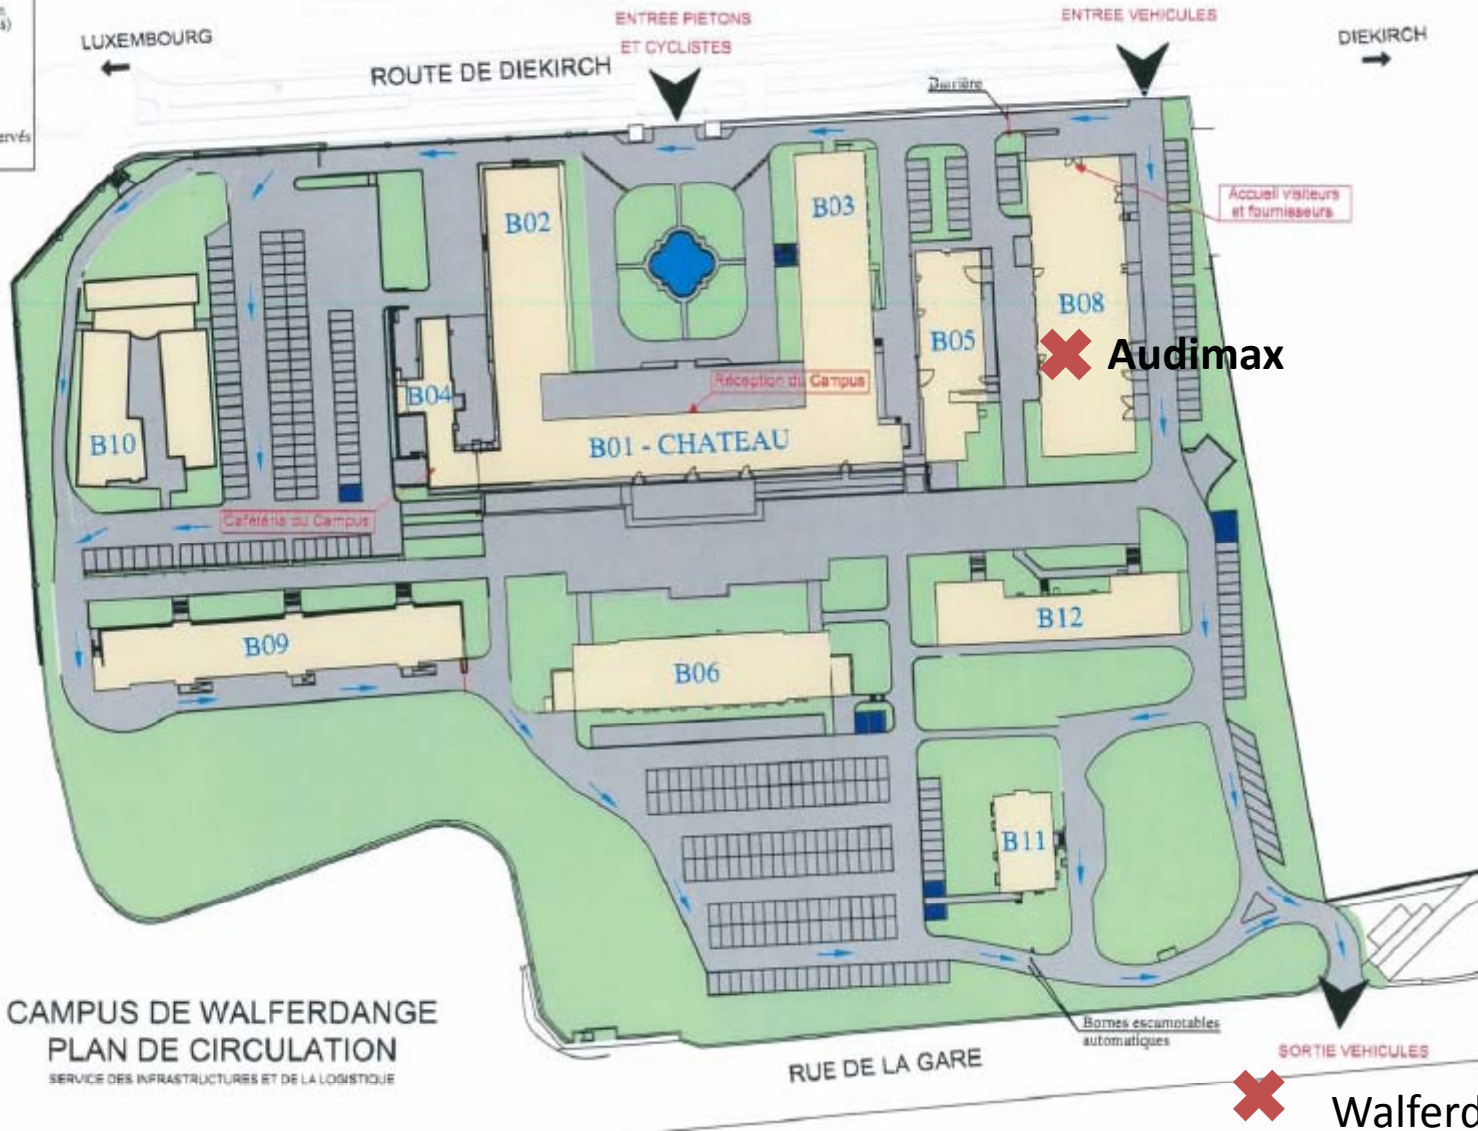 LUXEMBOURG
ROUTE DE DIEKIRCH
ENTREE PIETONS
ET CYCLISTES
ENTREE VEHICULES
DIEKIRCH
Barrière
Accueil visiteurs
et fournisseurs
B02
B03
B08
B05
B04
B10
Audimax
Réception du Campus
B01 - CHATEAU
Caféteria du Campus
B09
B06
B12
B11
CAMPUS DE WALFERDANGE
PLAN DE CIRCULATION
SERVICE DES INFRASTRUCTURES ET DE LA LOGISTIQUE
Bornes escamotables
automatiques
RUE DE LA GARE
SORTIE VEHICULES
Walferd